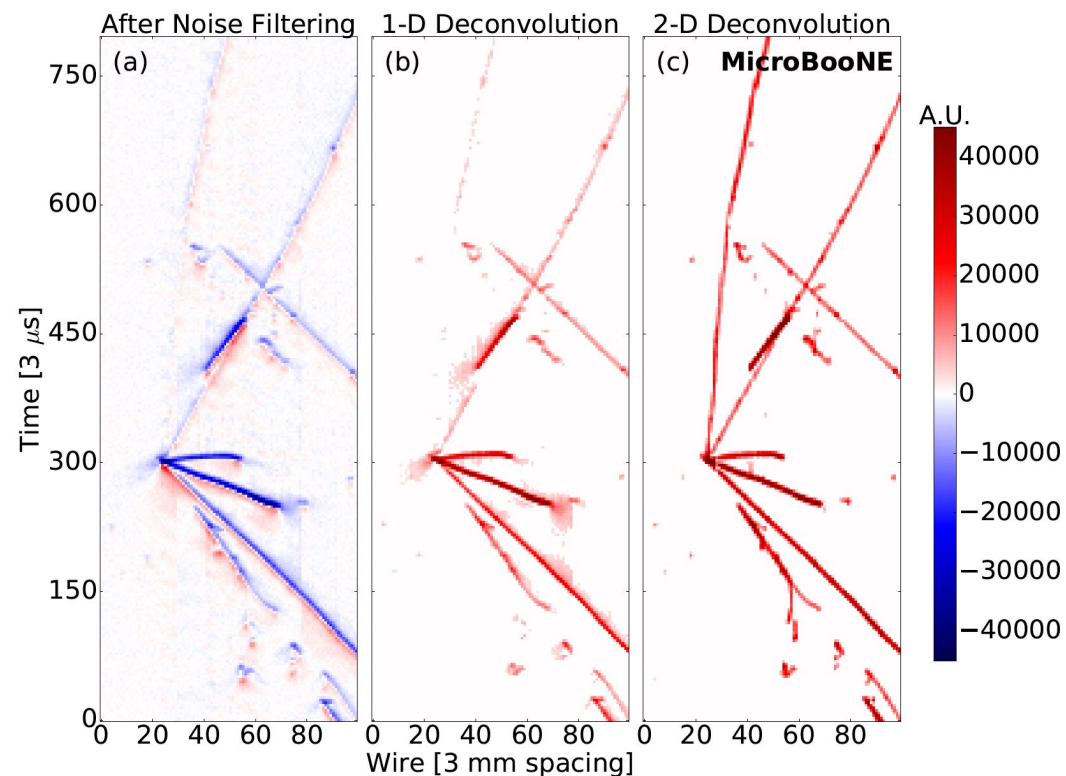 After Noise Filtering 1-D Deconvolution 2-D Deconvolution
(a) (b) (c) MicroBooNE
A.U.
750
600
450
300
150
0
Time [3 μs]
40000
30000
20000
10000
0
−10000
−20000
−30000
−40000
0 20 40 60 80 0 20 40 60 80 0 20 40 60 80
Wire [3 mm spacing]